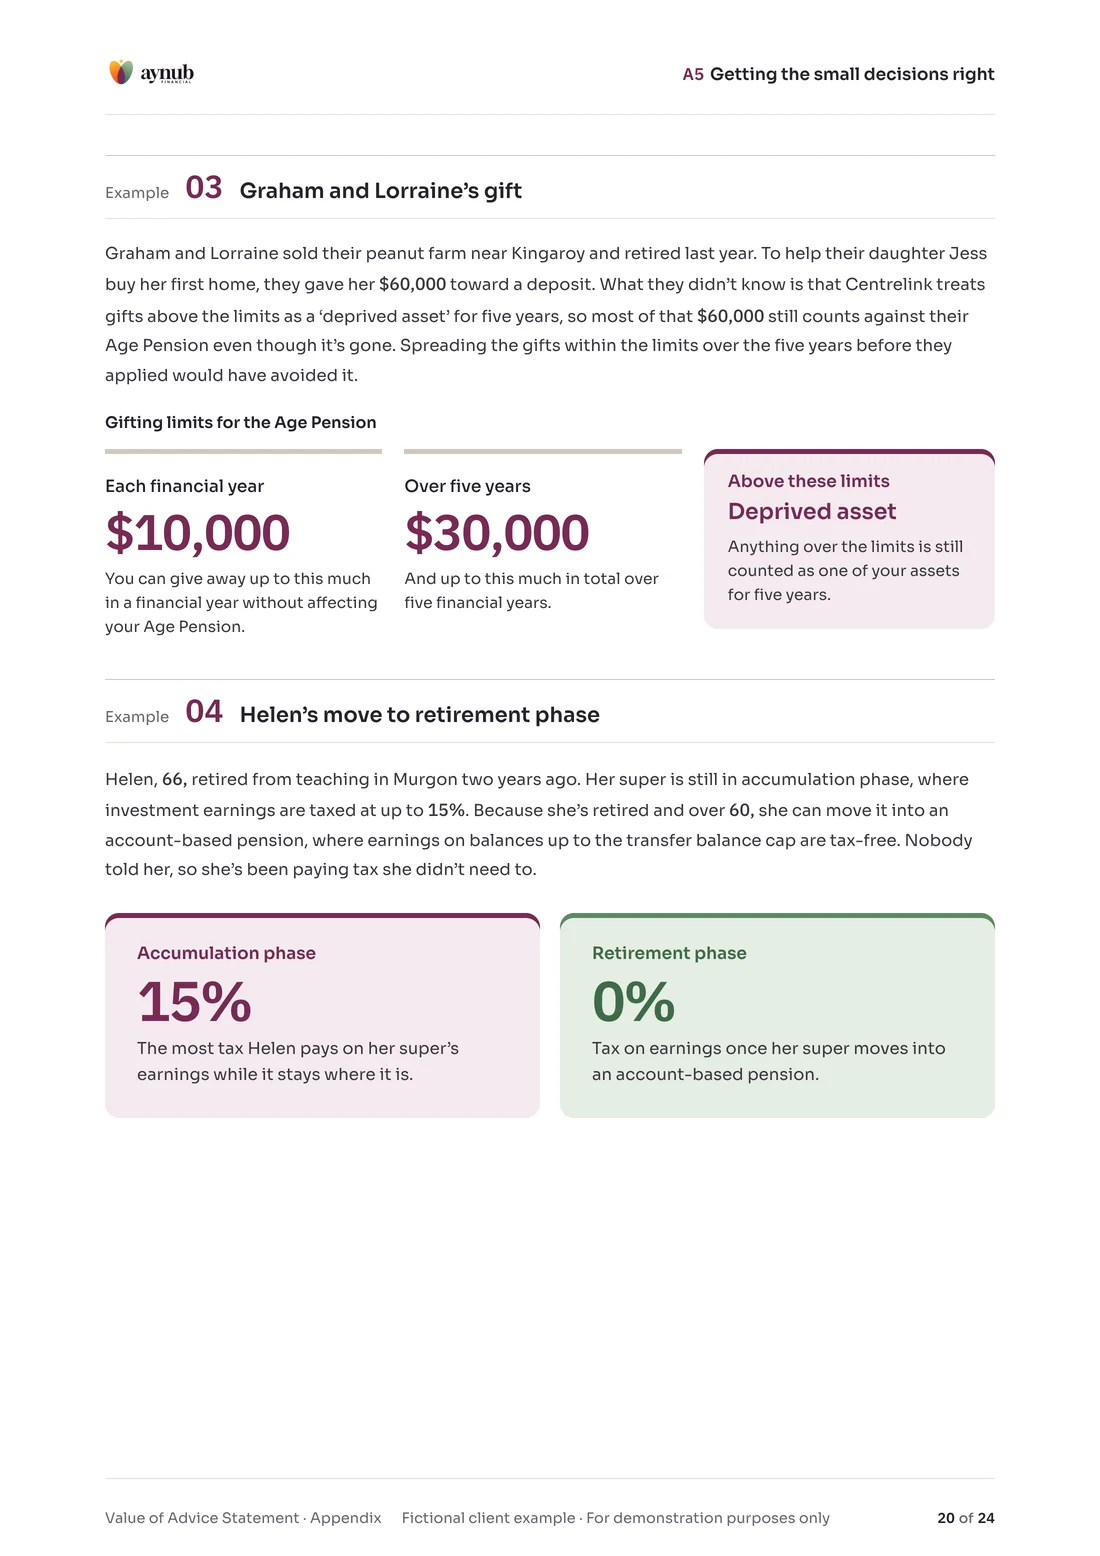 aynub
FINANCIAL
A5 Getting the small decisions right
Example 03 Graham and Lorraine’s gift
Graham and Lorraine sold their peanut farm near Kingaroy and retired last year. To help their daughter Jess
buy her first home, they gave her $60,000 toward a deposit. What they didn’t know is that Centrelink treats
gifts above the limits as a ‘deprived asset’ for five years, so most of that $60,000 still counts against their
Age Pension even though it’s gone. Spreading the gifts within the limits over the five years before they
applied would have avoided it.
Gifting limits for the Age Pension
Each financial year
$10,000
You can give away up to this much
in a financial year without affecting
your Age Pension.
Over five years
$30,000
And up to this much in total over
five financial years.
Above these limits
Deprived asset
Anything over the limits is still
counted as one of your assets
for five years.
Example 04 Helen’s move to retirement phase
Helen, 66, retired from teaching in Murgon two years ago. Her super is still in accumulation phase, where
investment earnings are taxed at up to 15%. Because she’s retired and over 60, she can move it into an
account-based pension, where earnings on balances up to the transfer balance cap are tax-free. Nobody
told her, so she’s been paying tax she didn’t need to.
Accumulation phase
15%
The most tax Helen pays on her super’s
earnings while it stays where it is.
Retirement phase
0%
Tax on earnings once her super moves into
an account-based pension.
Value of Advice Statement · Appendix Fictional client example · For demonstration purposes only 20 of 24